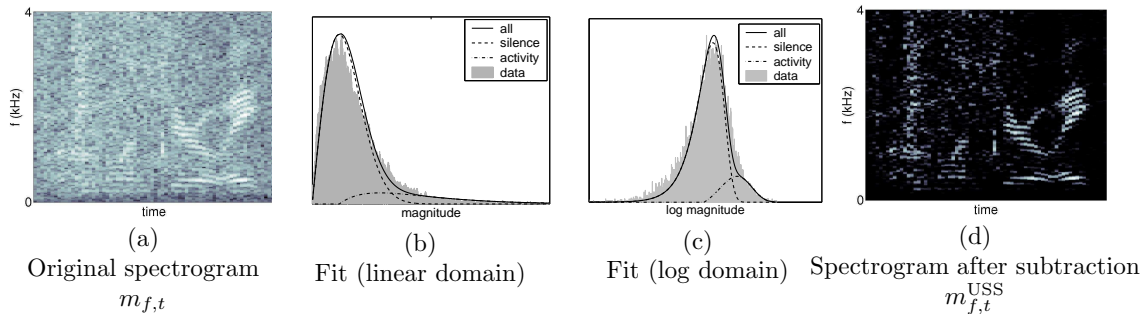 4
f (kHz)
0
time
(a)
Original spectrogram
$m_{f,t}$
all
silence
activity
data
magnitude
(b)
Fit (linear domain)
all
silence
activity
data
log magnitude
(c)
Fit (log domain)
4
f (kHz)
0
time
(d)
Spectrogram after subtraction
$m_{f,t}^{\mathrm{USS}}$